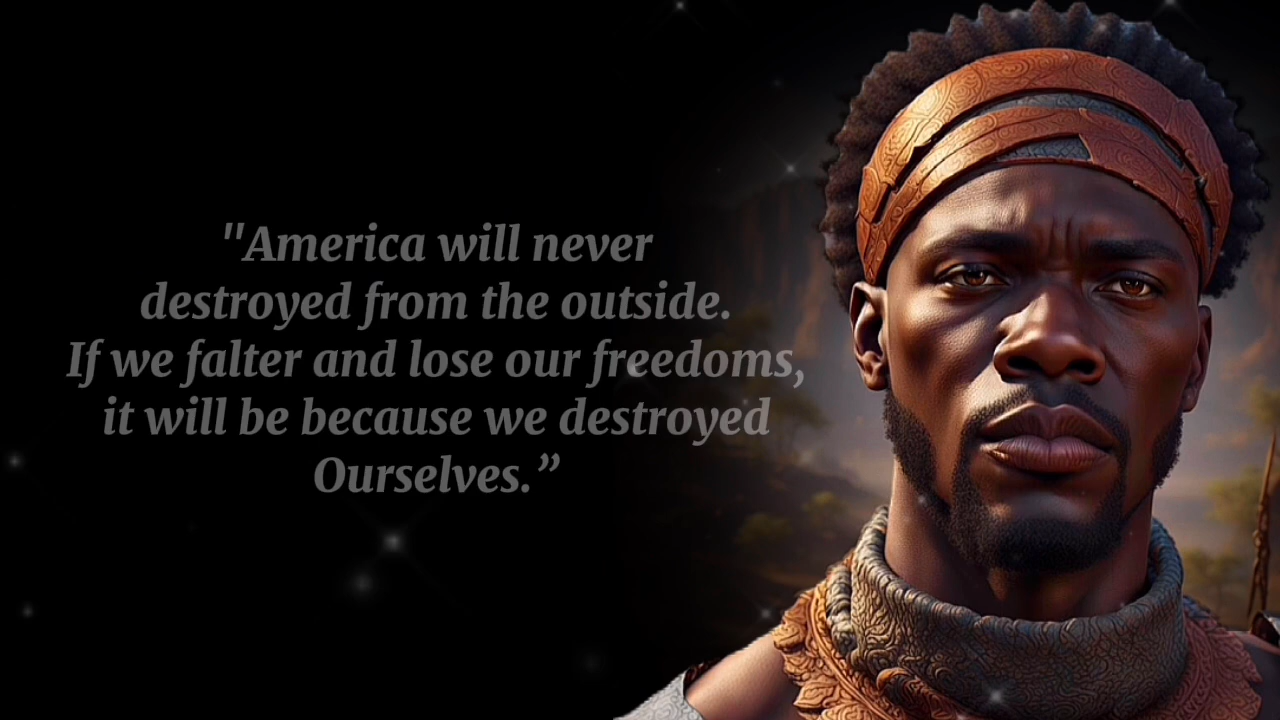 "America will never
destroyed from the outside.
If we falter and lose our freedoms,
it will be because we destroyed
Ourselves.”